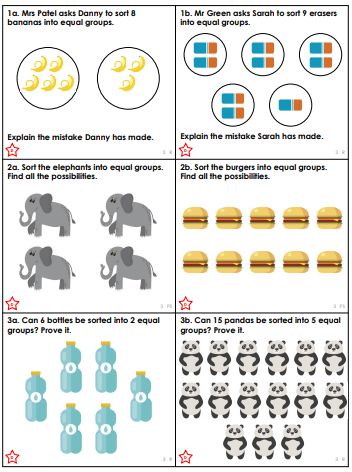 1a. Mrs Patel asks Danny to sort 8
bananas into equal groups.
Explain the mistake Danny has made.
D
S R
1b. Mr Green asks Sarah to sort 9 erasers
into equal groups.
Explain the mistake Sarah has made.
D
S R
2a. Sort the elephants into equal groups.
Find all the possibilities.
D
S PS
2b. Sort the burgers into equal groups.
Find all the possibilities.
D
S PS
3a. Can 6 bottles be sorted into 2 equal
groups? Prove it.
D
S R
3b. Can 15 pandas be sorted into 5 equal
groups? Prove it.
D
S R